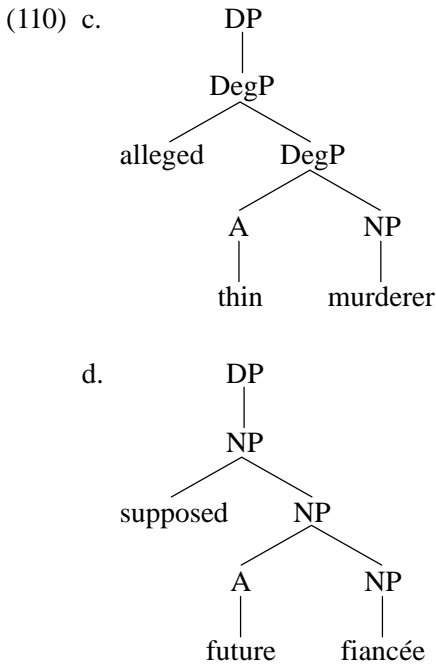 (110) c. DP
DegP
alleged DegP
A NP
thin murderer
d. DP
NP
supposed NP
A NP
future fiancée